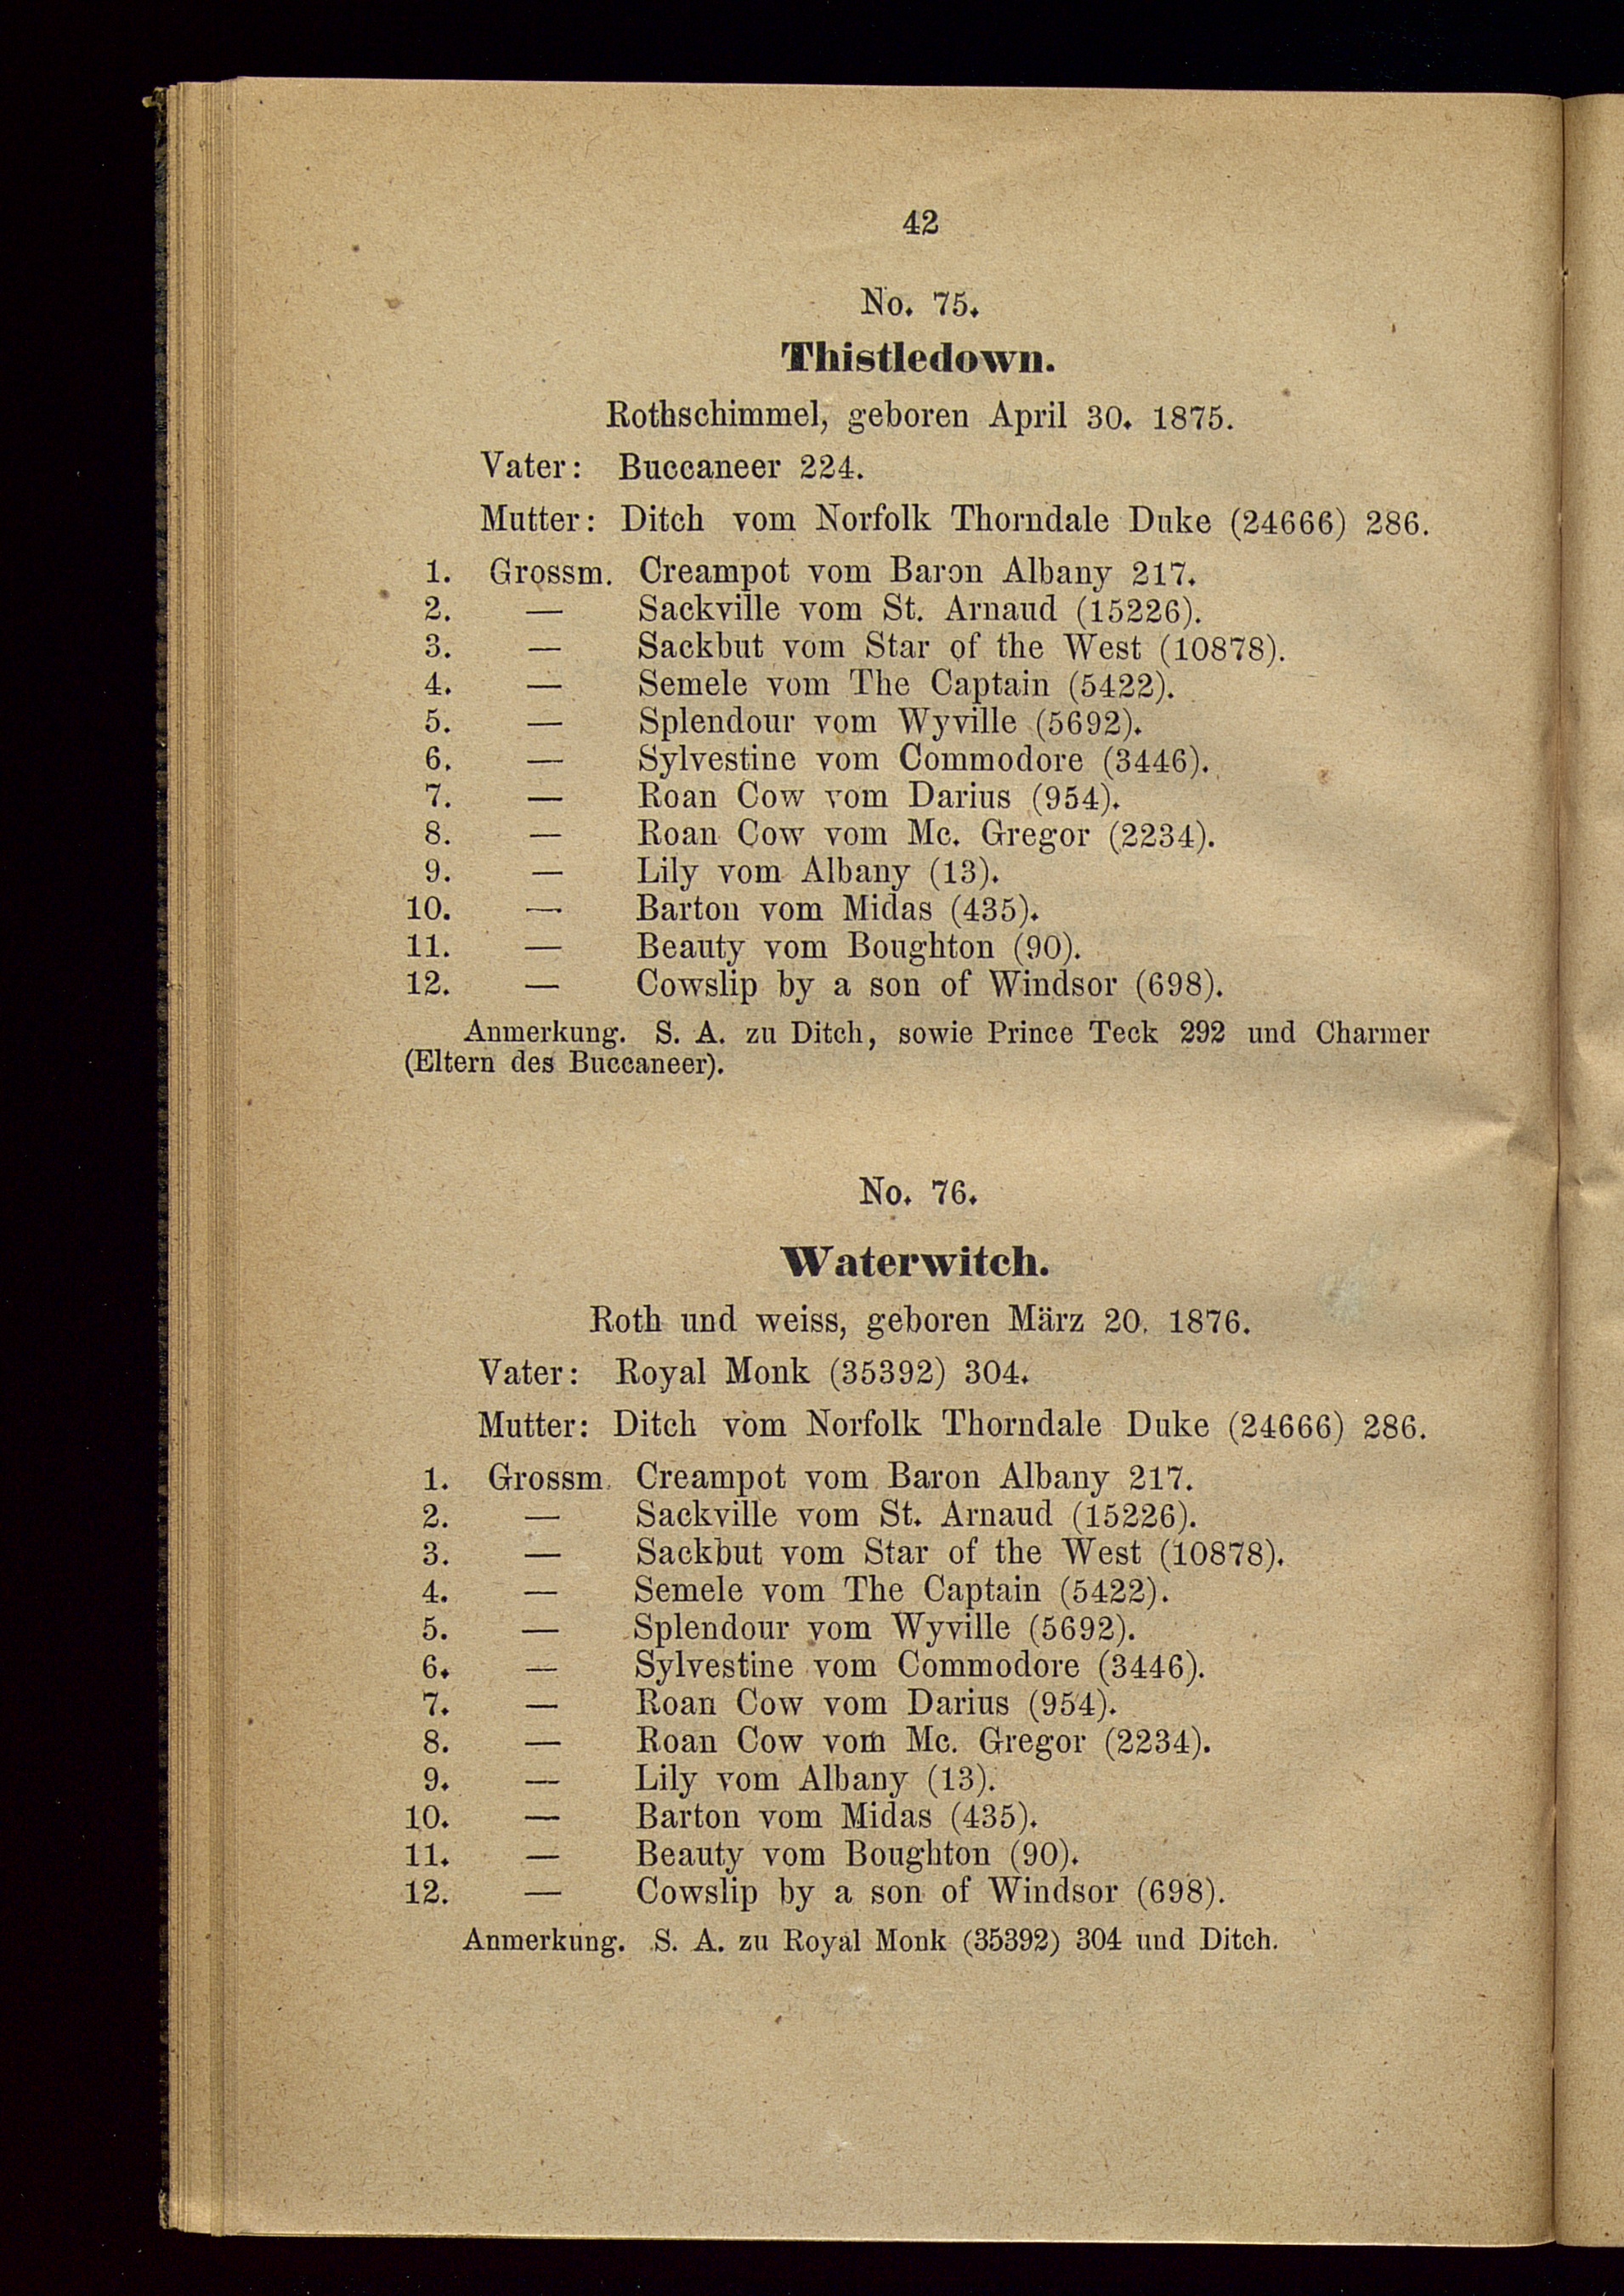 42
No. 75.
Thistledown.
Rothschimmel, geboren April 30. 1875.
Vater: Buccaneer 224.
Mutter: Ditch vom Norfolk Thorndale Duke (24666) 286.
1. Grossm. Creampot vom Baron Albany 217.
2. — Sackville vom St. Arnaud (15226).
3. — Sackbut vom Star of the West (10878).
4. — Semele vom The Captain (5422).
5. — Splendour vom Wyville (5692).
6. — Sylvestine vom Commodore (3446).
7. — Roan Cow vom Darius (954).
8. — Roan Cow vom Mc. Gregor (2234).
9. — Lily vom Albany (13).
10. — Barton vom Midas (435).
11. — Beauty vom Boughton (90).
12. — Cowslip by a son of Windsor (698).
Anmerkung. S. A. zu Ditch, sowie Prince Teck 292 und Charmer
(Eltern des Buccaneer).
No. 76.
Waterwitch.
Roth und weiss, geboren März 20. 1876.
Vater: Royal Monk (35392) 304.
Mutter: Ditch vom Norfolk Thorndale Duke (24666) 286.
1. Grossm. Creampot vom Baron Albany 217.
2. — Sackville vom St. Arnaud (15226).
3. — Sackbut vom Star of the West (10878).
4. — Semele vom The Captain (5422).
5. — Splendour vom Wyville (5692).
6. — Sylvestine vom Commodore (3446).
7. — Roan Cow vom Darius (954).
8. — Roan Cow vom Mc. Gregor (2234).
9. — Lily vom Albany (13).
10. — Barton vom Midas (435).
11. — Beauty vom Boughton (90).
12. — Cowslip by a son of Windsor (698).
Anmerkung. S. A. zu Royal Monk (35392) 304 und Ditch.